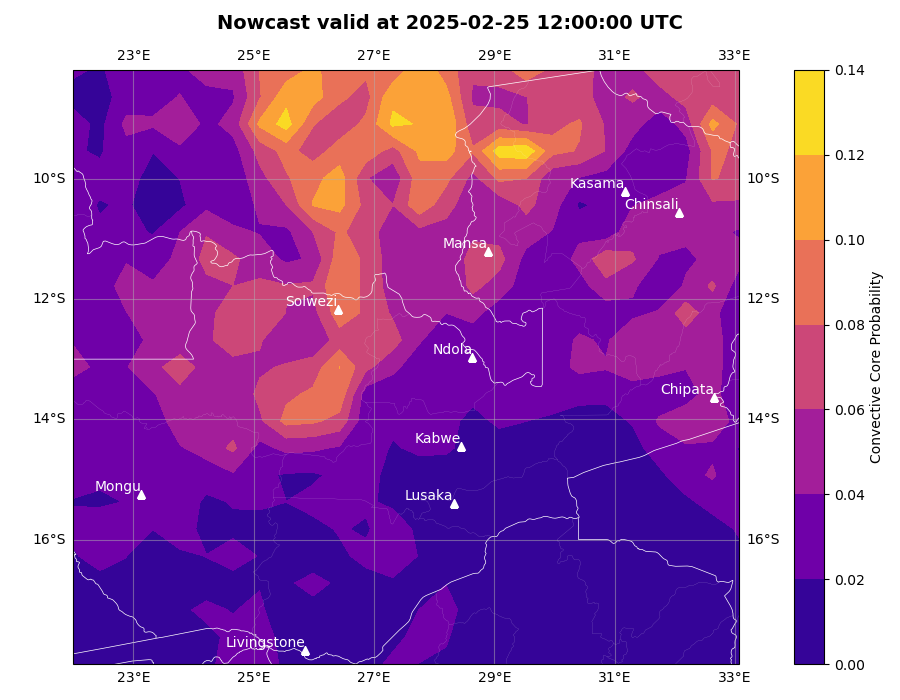 Nowcast valid at 2025-02-25 12:00:00 UTC
23°E 25°E 27°E 29°E 31°E 33°E
0.14
0.12
10°S Kasama 10°S
Chinsali
0.10
Mansa
12°S Solwezi 12°S
0.08
Ndola
Convective Core Probability
Chipata
0.06
14°S 14°S
Kabwe
Mongu Lusaka
0.04
16°S 16°S
0.02
Livingstone
0.00
23°E 25°E 27°E 29°E 31°E 33°E